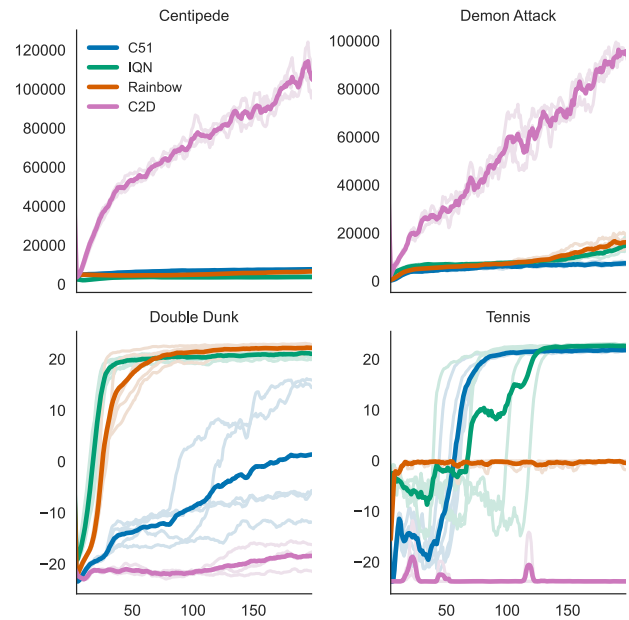 Centipede
120000
100000
80000
60000
40000
20000
0
C51
IQN
Rainbow
C2D
Demon Attack
100000
80000
60000
40000
20000
0
Double Dunk
20
10
0
−10
−20
50 100 150
Tennis
20
10
0
−10
−20
50 100 150